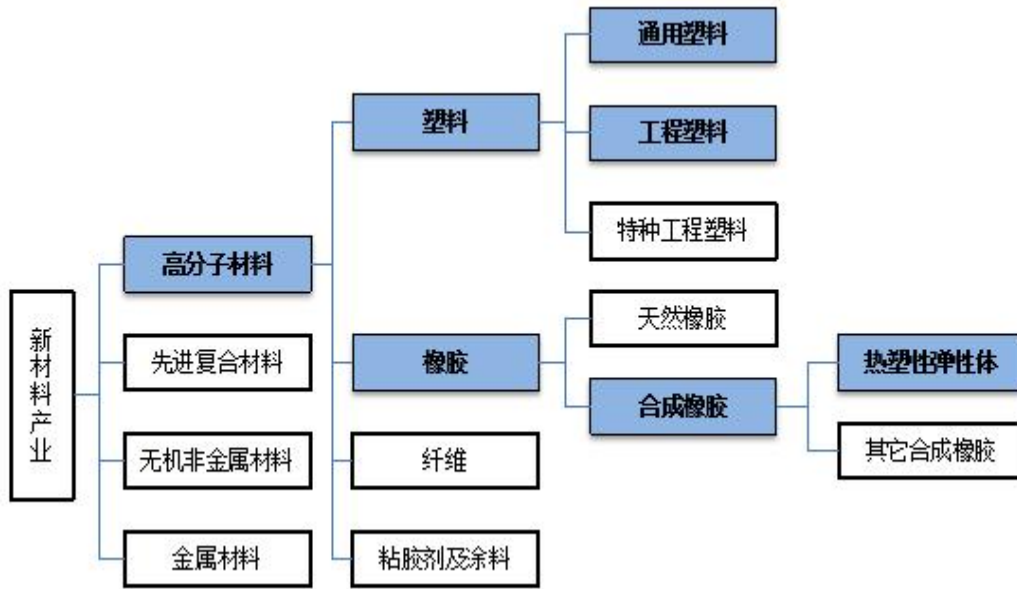 新材料产业
高分子材料
先进复合材料
无机非金属材料
金属材料
塑料
橡胶
纤维
粘胶剂及涂料
通用塑料
工程塑料
特种工程塑料
天然橡胶
合成橡胶
热塑性弹性体
其它合成橡胶